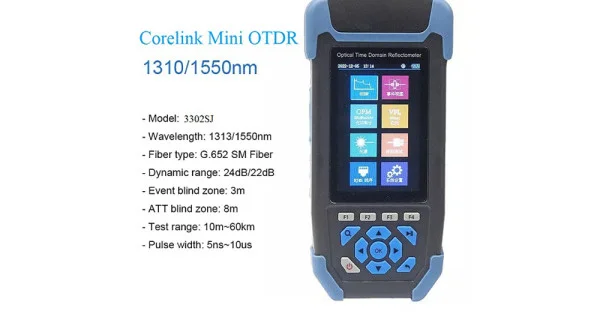 Corelink Mini OTDR
1310/1550nm
- Model: 3302SJ
- Wavelength: 1313/1550nm
- Fiber type: G.652 SM Fiber
- Dynamic range: 24dB/22dB
- Event blind zone: 3m
- ATT blind zone: 8m
- Test range: 10m~60km
- Pulse width: 5ns~10us
Optical Time Domain Reflectometer
OPM
VFL
F1 F2 F3 F4
OK